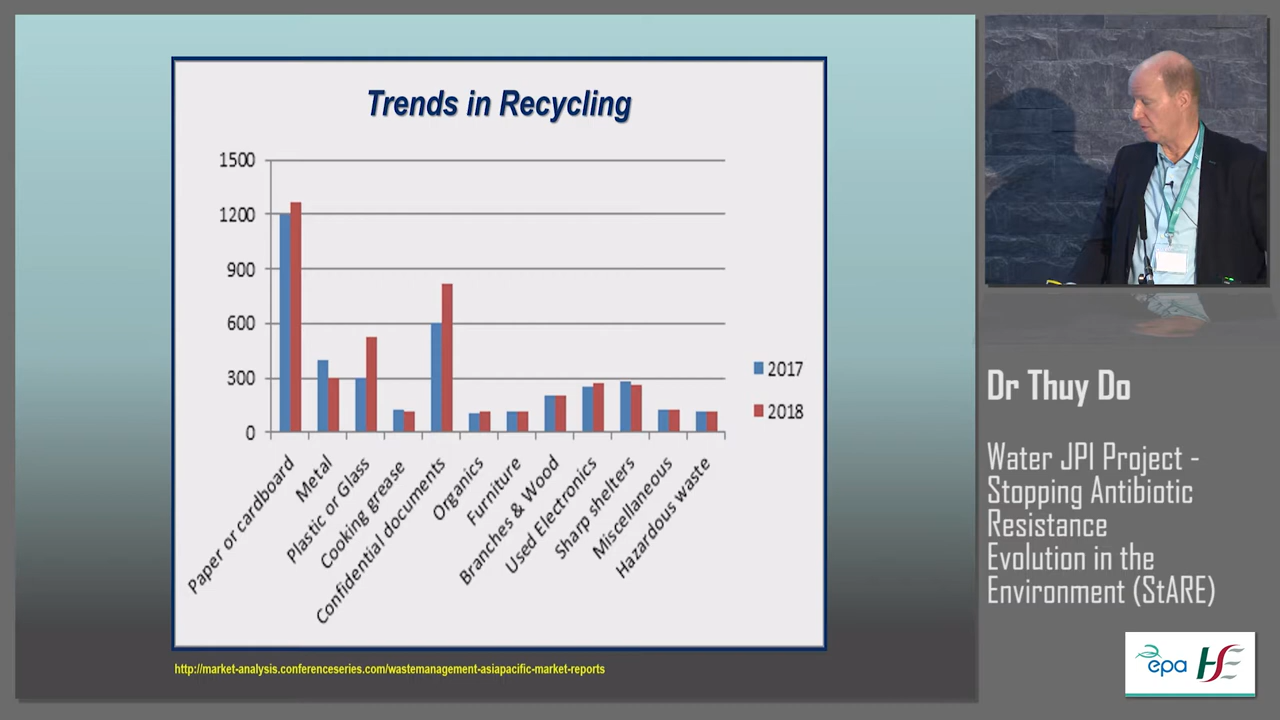 Trends in Recycling
1500
1200
900
600
300
0
2017
2018
Paper or cardboard
Metal
Plastic or Glass
Cooking grease
Confidential documents
Organics
Furniture
Branches & Wood
Used Electronics
Sharp shelters
Miscellaneous
Hazardous waste
http://market-analysis.conferenceseries.com/wastemanagement-asiapacific-market-reports
Dr Thuy Do
Water JPI Project -
Stopping Antibiotic
Resistance
Evolution in the
Environment (StARE)
epa HSE